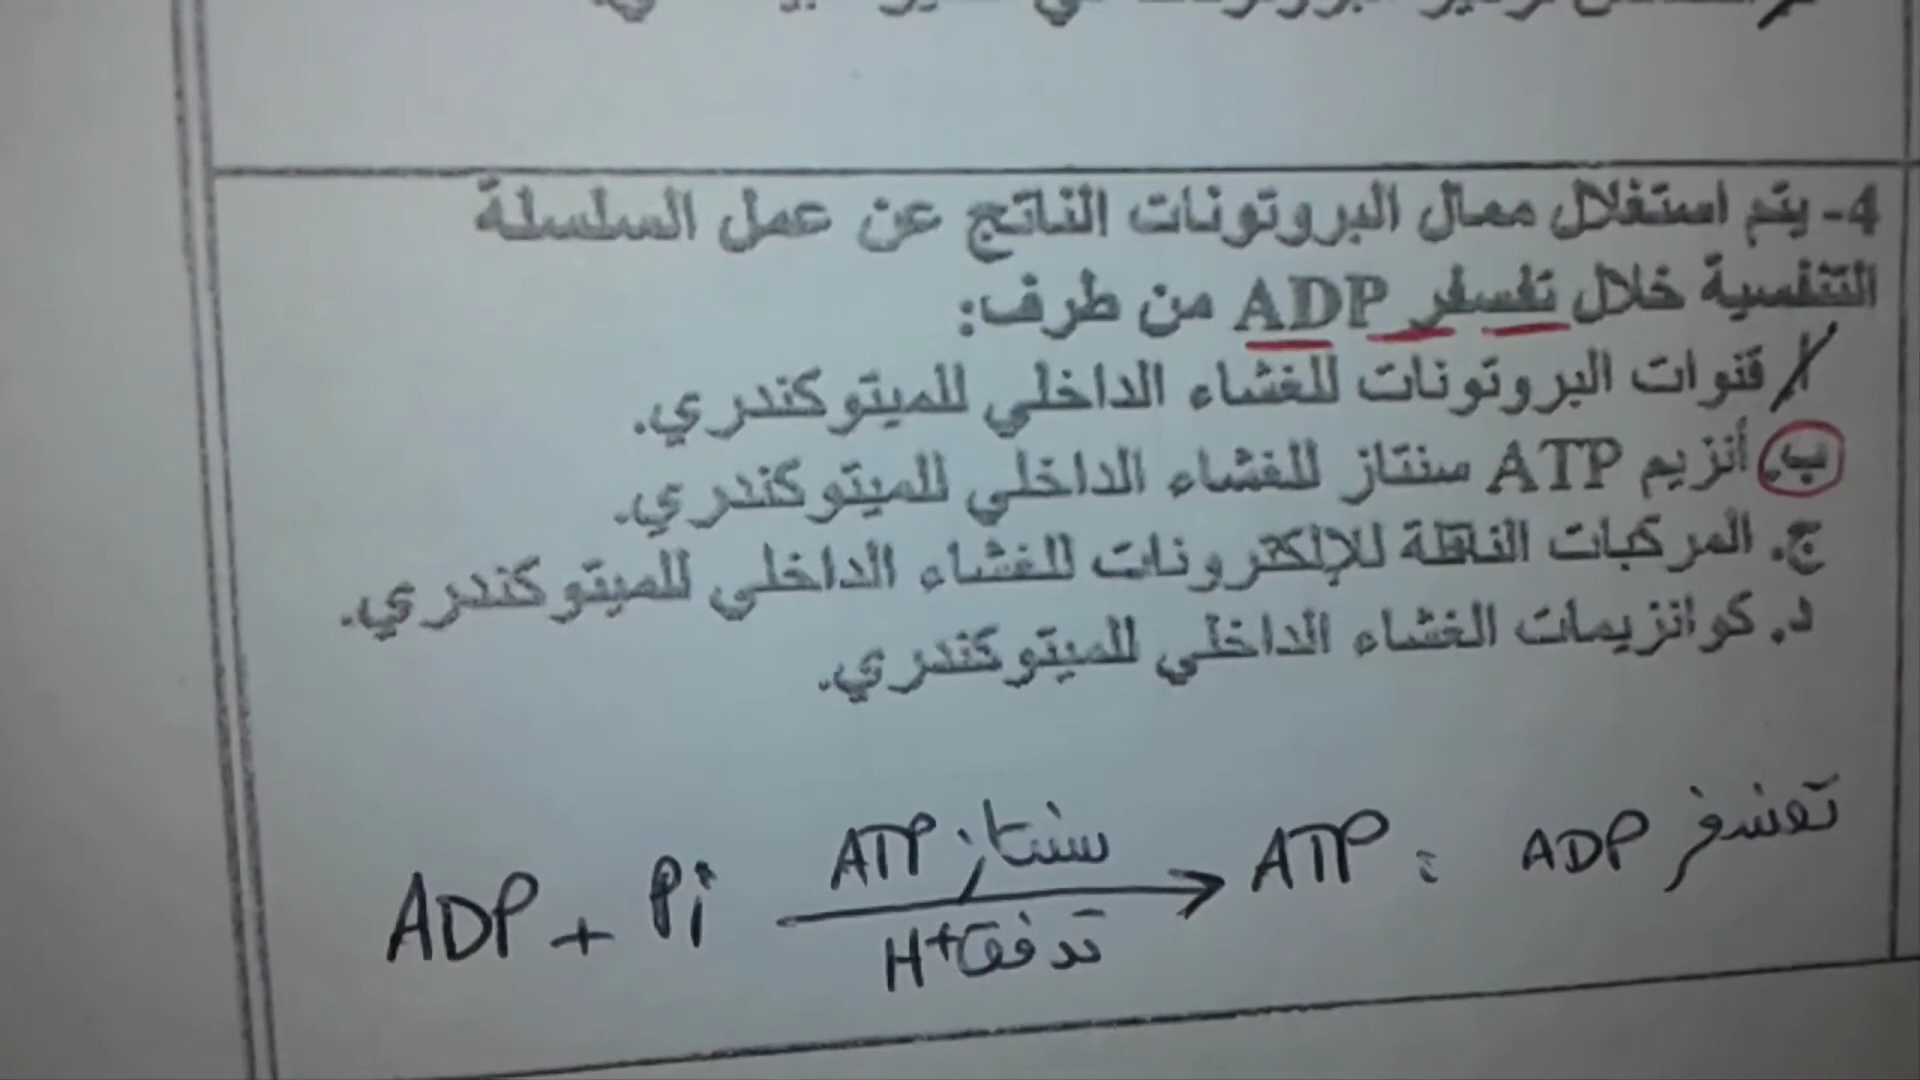 4- يتم استغلال ممال البروتونات الناتج عن عمل السلسلة
التنفسية خلال تفسفر ADP من طرف:
قنوات البروتونات للغشاء الداخلي للميتوكندري.
ب. أنزيم ATP سنتاز للغشاء الداخلي للميتوكندري.
ج. المركبات الناقلة للإلكترونات للغشاء الداخلي للميتوكندري.
د. كوانزيمات الغشاء الداخلي للميتوكندري.
تفسفر ADP : ADP + Pi → ATP
ATP سنتاز
تدفق H+